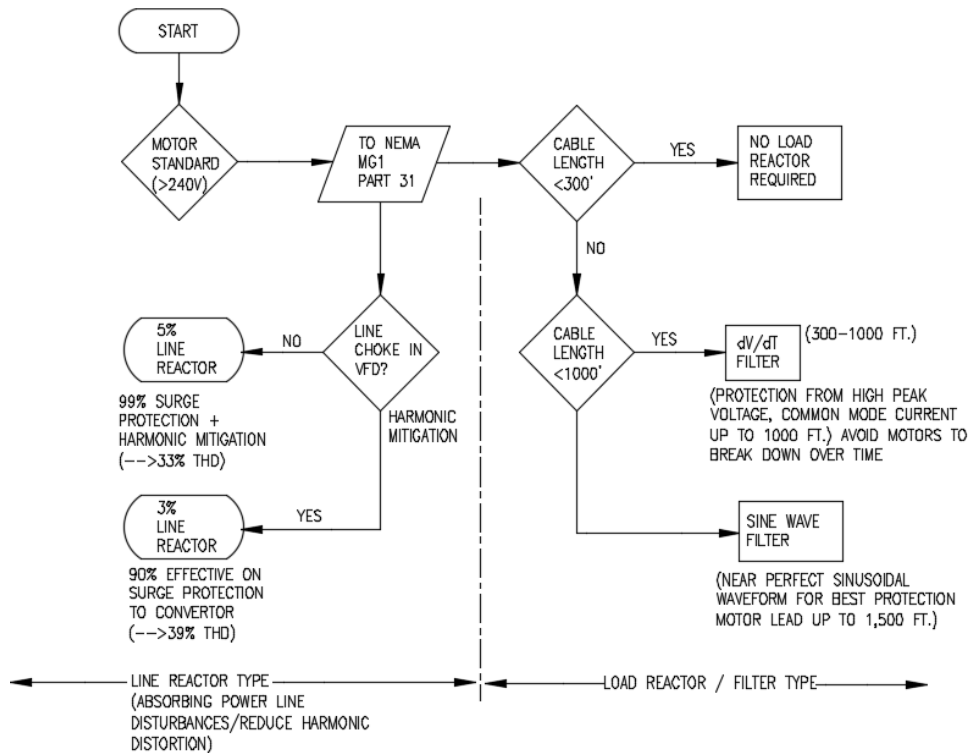 START
MOTOR
STANDARD
(>240V)
TO NEMA
MG1
PART 31
CABLE
LENGTH
<300'
YES
NO LOAD
REACTOR
REQUIRED
NO
LINE
CHOKE IN
VFD?
NO
5%
LINE
REACTOR
99% SURGE
PROTECTION +
HARMONIC MITIGATION
(-->33% THD)
HARMONIC
MITIGATION
YES
3%
LINE
REACTOR
90% EFFECTIVE ON
SURGE PROTECTION
TO CONVERTOR
(-->39% THD)
CABLE
LENGTH
<1000'
YES
dV/dT
FILTER
(300-1000 FT.)
(PROTECTION FROM HIGH PEAK
VOLTAGE, COMMON MODE CURRENT
UP TO 1000 FT.) AVOID MOTORS TO
BREAK DOWN OVER TIME
SINE WAVE
FILTER
(NEAR PERFECT SINUSOIDAL
WAVEFORM FOR BEST PROTECTION
MOTOR LEAD UP TO 1,500 FT.)
LINE REACTOR TYPE
(ABSORBING POWER LINE
DISTURBANCES/REDUCE HARMONIC
DISTORTION)
LOAD REACTOR / FILTER TYPE